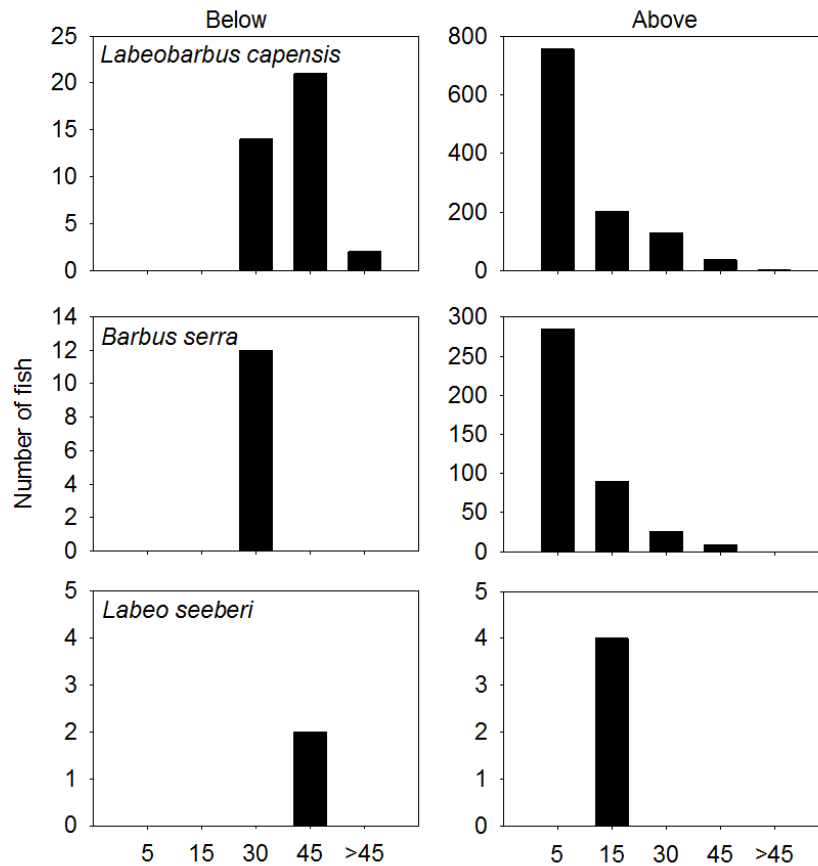 Below Above
25 Labeobarbus capensis 800
20 600
15 400
10 200
5
0 0
14 Barbus serra 300
12 250
10 200
8 150
6 100
4 50
2
0 0
Number of fish
5 Labeo seeberi 5
4 4
3 3
2 2
1 1
0 0
5 15 30 45 >45 5 15 30 45 >45